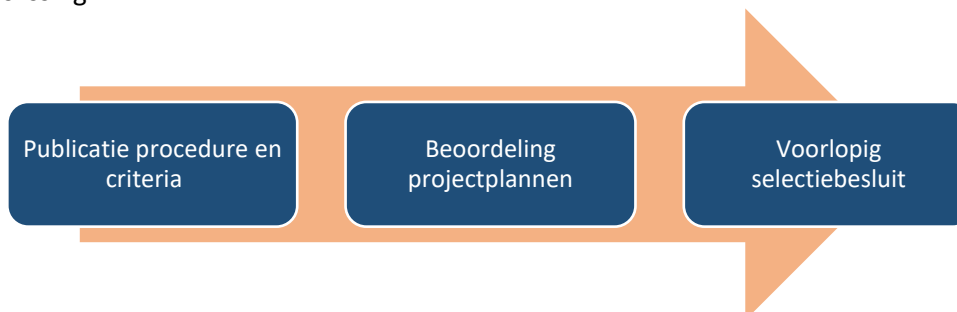 Publicatie procedure en
criteria
Beoordeling
projectplannen
Voorlopig
selectiebesluit